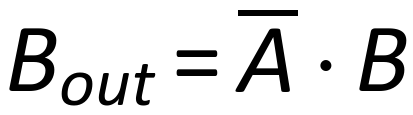 B_out = A̅ · B